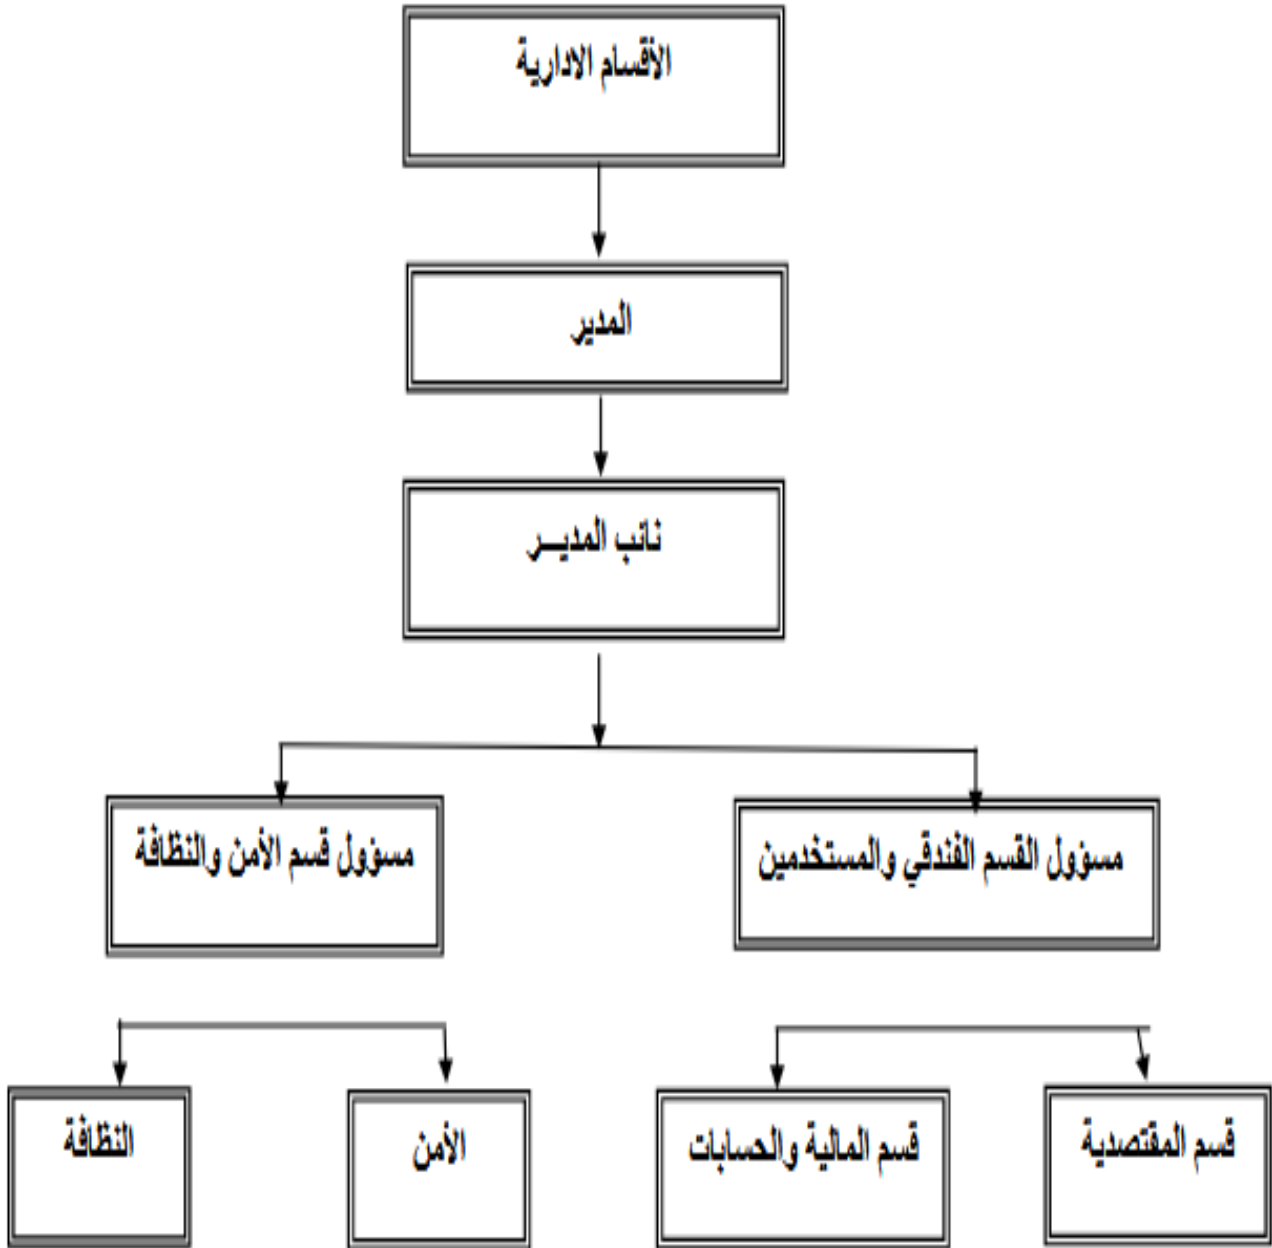 الأقسام الادارية
المدير
نائب المديـــر
مسؤول القسم الفندقي والمستخدمين
مسؤول قسم الأمن والنظافة
قسم المقتصدية
قسم المالية والحسابات
الأمن
النظافة